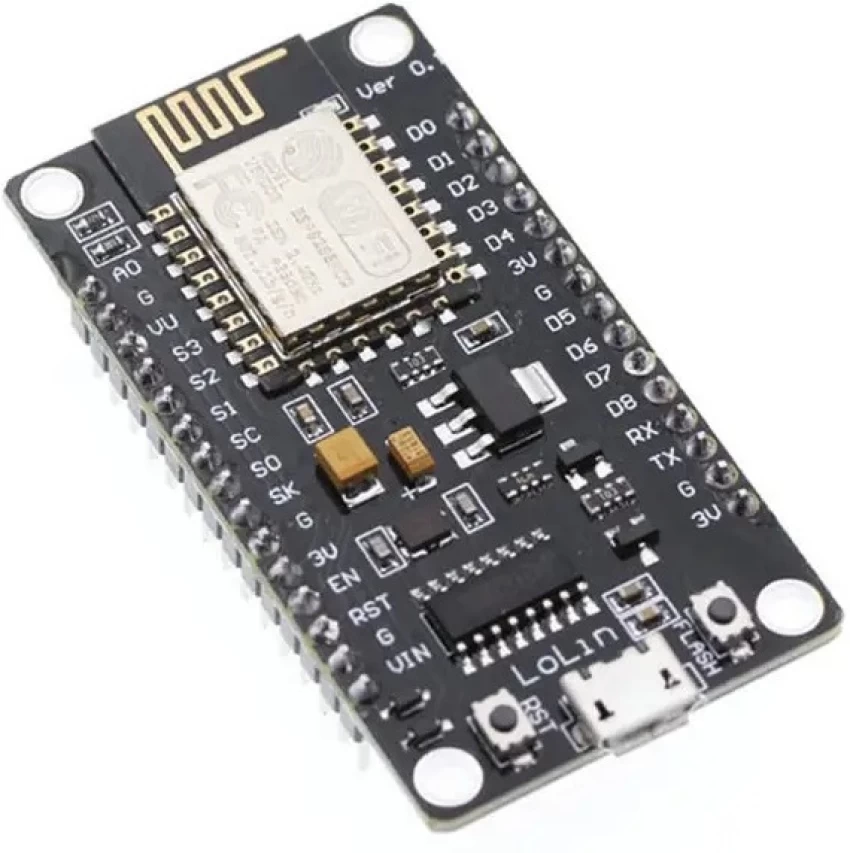 Ver 0.
D0
D1
D2
D3
D4
3V
G
D5
D6
D7
D8
RX
TX
G
3V
A0
G
VU
S3
S2
S1
SC
SO
SK
G
3V
EN
RST
G
VIN
LoLin
FLASH
RST